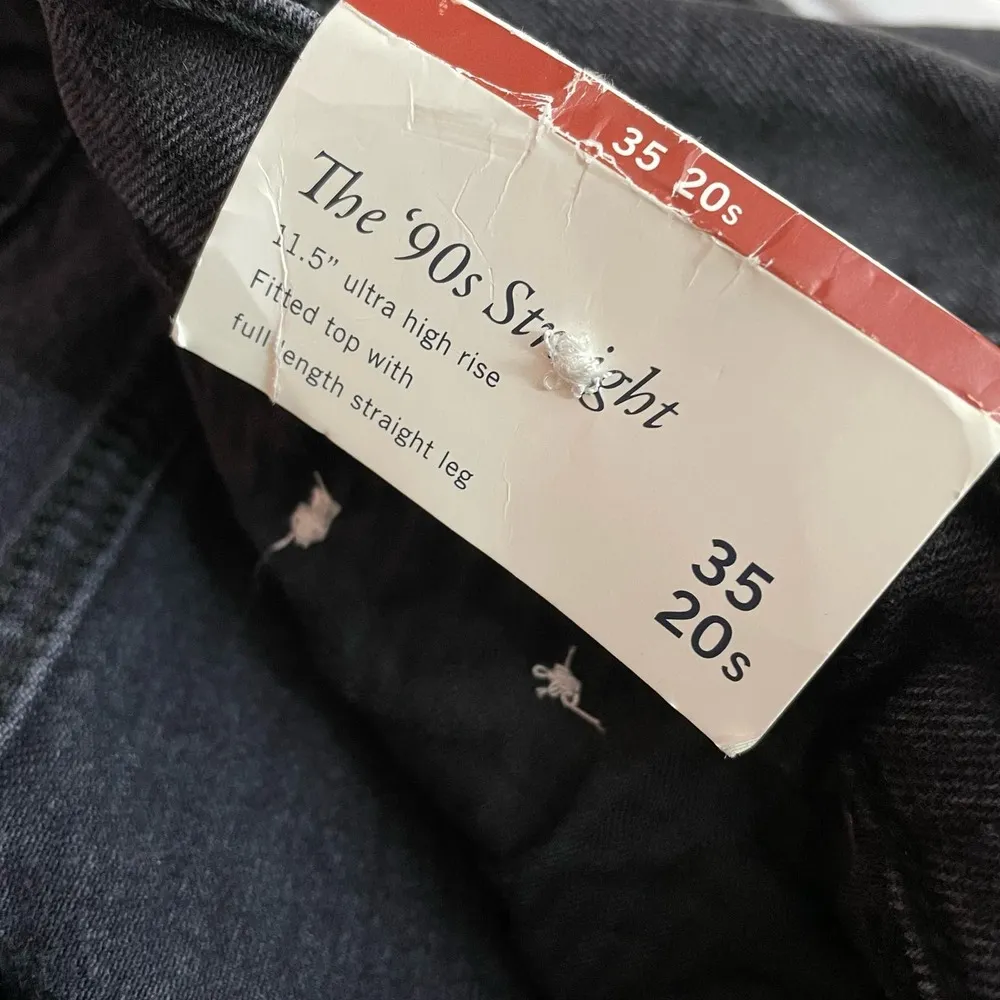 35 20s
The ‘90s Straight
11.5” ultra high rise
Fitted top with
full length straight leg
35
20s